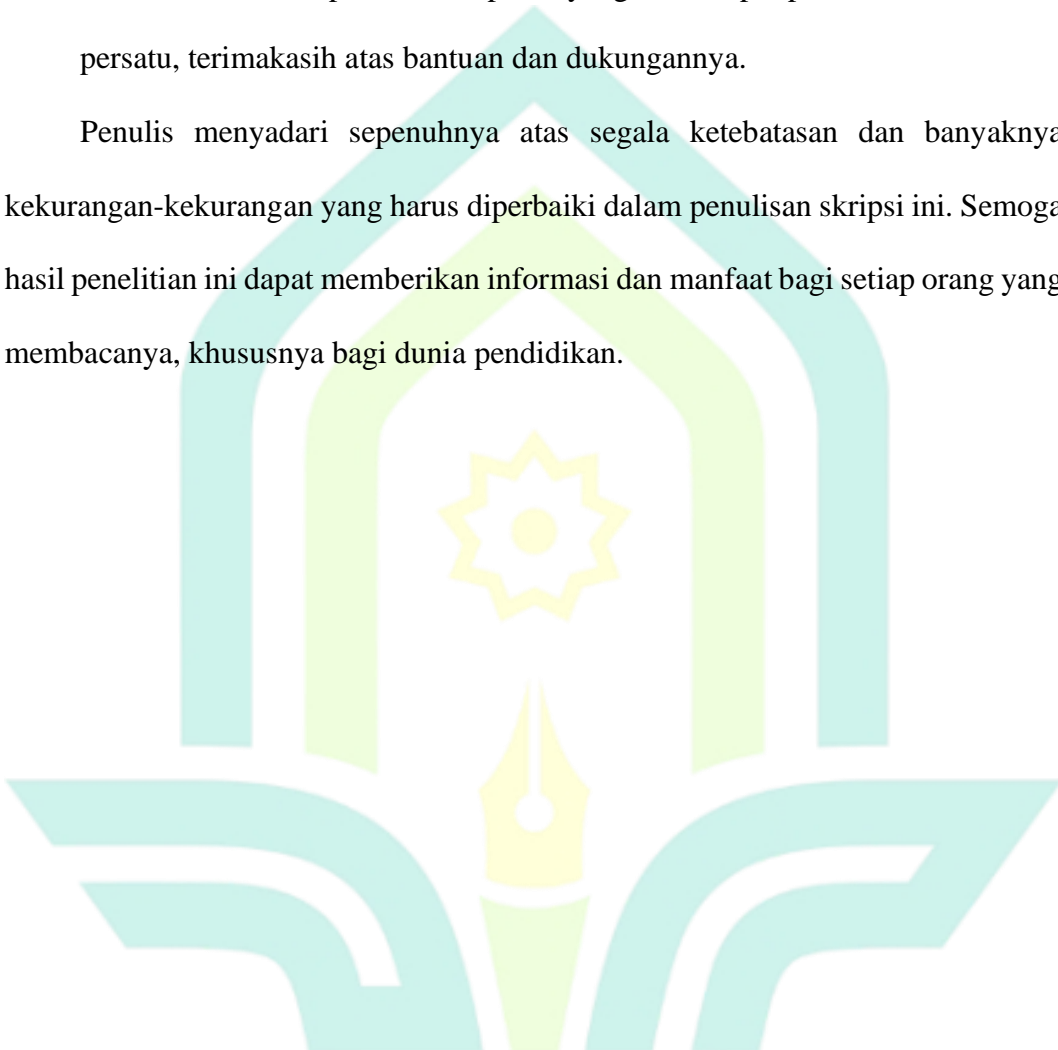 persatu, terimakasih atas bantuan dan dukungannya.
Penulis menyadari sepenuhnya atas segala ketebatasan dan banyaknya
kekurangan-kekurangan yang harus diperbaiki dalam penulisan skripsi ini. Semoga
hasil penelitian ini dapat memberikan informasi dan manfaat bagi setiap orang yang
membacanya, khususnya bagi dunia pendidikan.